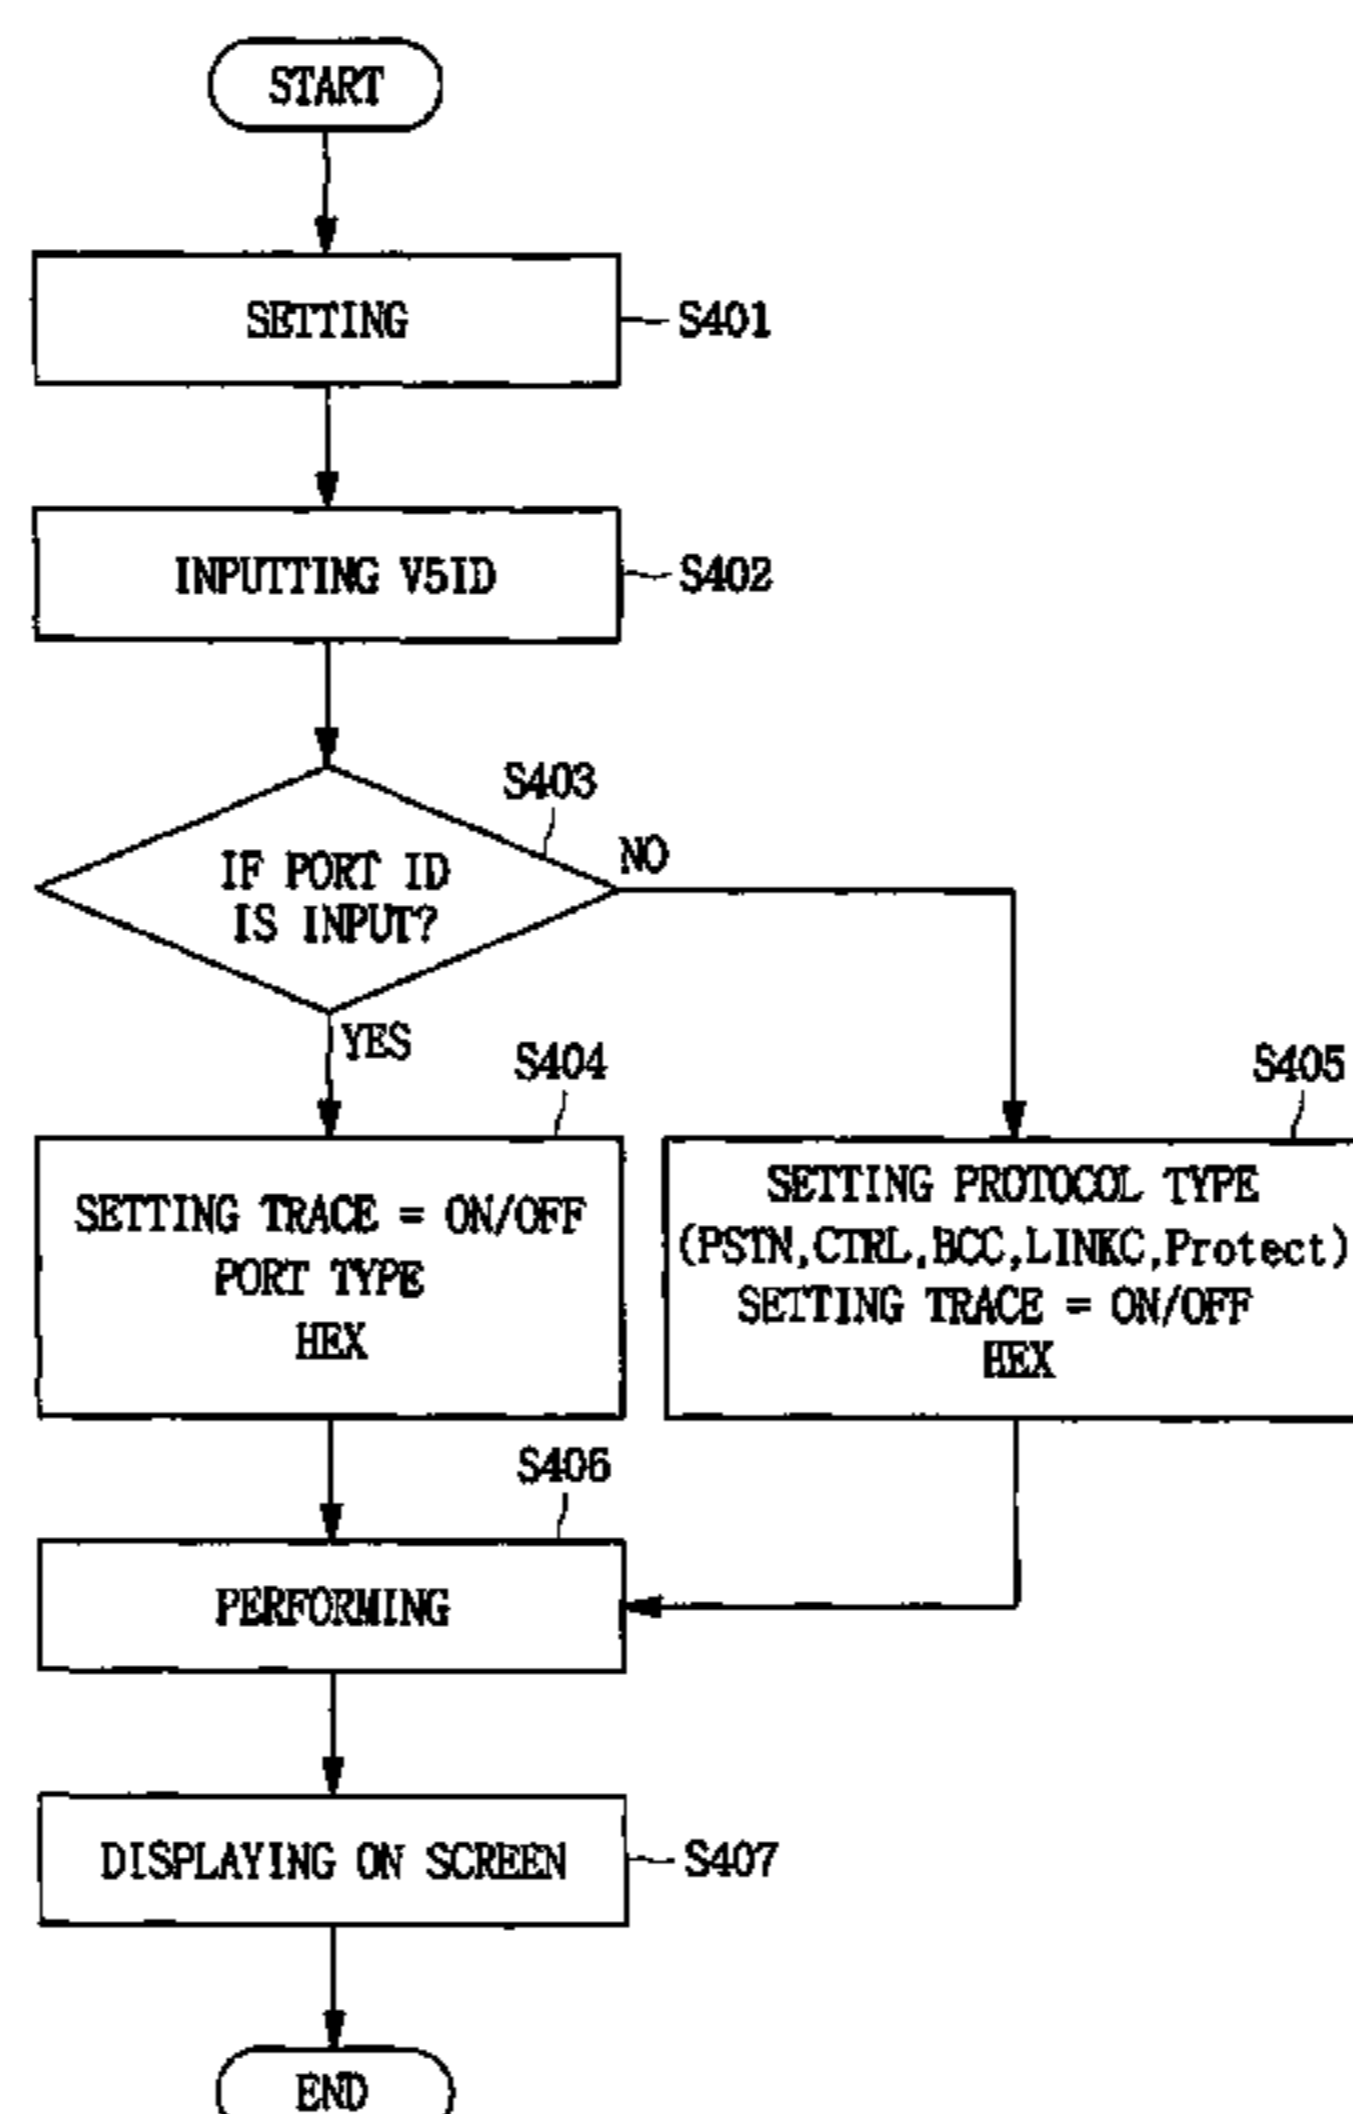 START
SETTING
S401
INPUTTING V5ID
S402
S403
IF PORT ID
IS INPUT?
NO
YES
S404
SETTING TRACE = ON/OFF
PORT TYPE
HEX
S405
SETTING PROTOCOL TYPE
(PSTN,CTRL,BCC,LINKC,Protect)
SETTING TRACE = ON/OFF
HEX
S406
PERFORMING
DISPLAYING ON SCREEN
S407
END